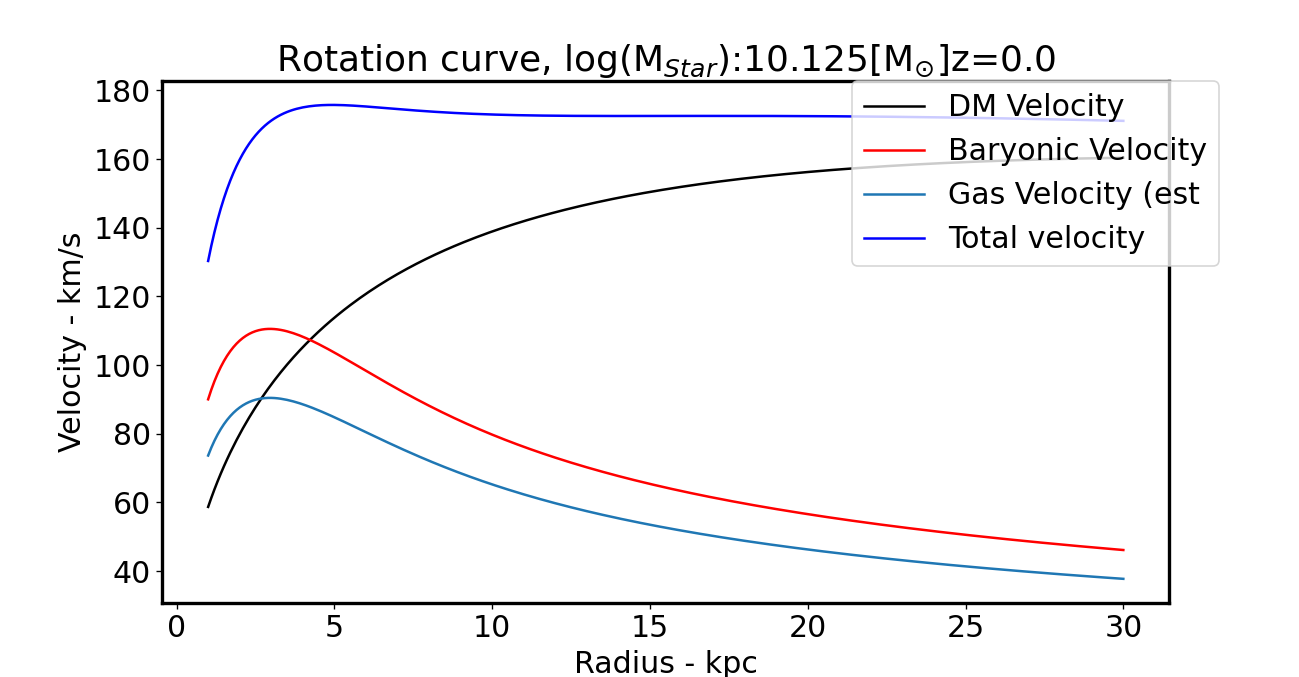 Rotation curve, log(M_Star):10.125[M_⊙]z=0.0
180
160
140
120
100
80
60
40
Velocity - km/s
DM Velocity
Baryonic Velocity
Gas Velocity (est
Total velocity
0 5 10 15 20 25 30
Radius - kpc